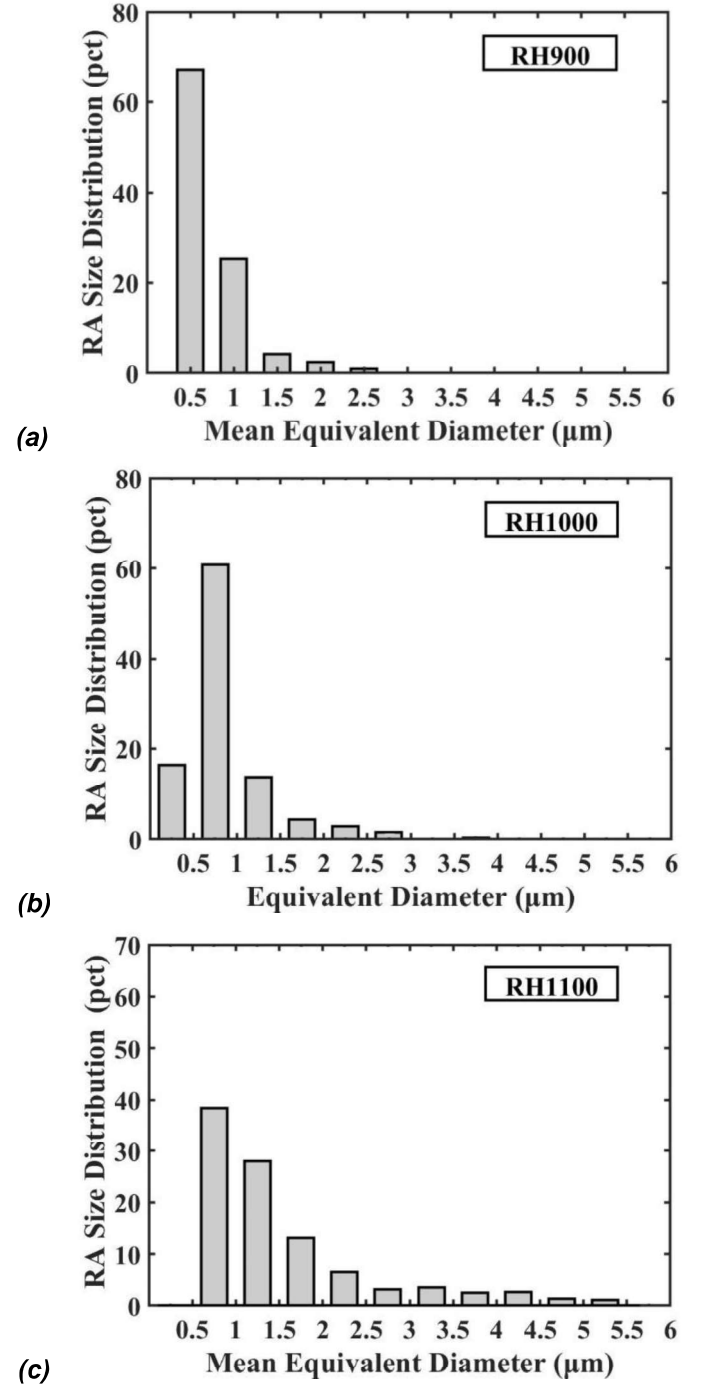 80
RH900
60
40
20
0
RA Size Distribution (pct)
0.5 1 1.5 2 2.5 3 3.5 4 4.5 5 5.5 6
Mean Equivalent Diameter (μm)
(a)
80
RH1000
60
40
20
0
RA Size Distribution (pct)
0.5 1 1.5 2 2.5 3 3.5 4 4.5 5 5.5 6
Equivalent Diameter (μm)
(b)
70
RH1100
60
50
40
30
20
10
0
RA Size Distribution (pct)
0.5 1 1.5 2 2.5 3 3.5 4 4.5 5 5.5 6
Mean Equivalent Diameter (μm)
(c)